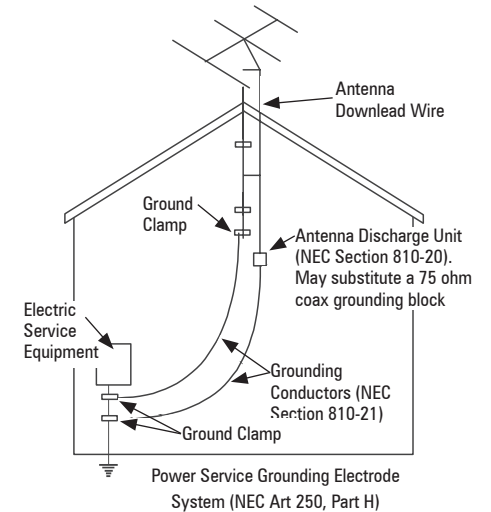 Antenna
Downlead Wire
Ground
Clamp
Antenna Discharge Unit
(NEC Section 810-20).
May substitute a 75 ohm
coax grounding block
Electric
Service
Equipment
Grounding
Conductors (NEC
Section 810-21)
Ground Clamp
Power Service Grounding Electrode
System (NEC Art 250, Part H)